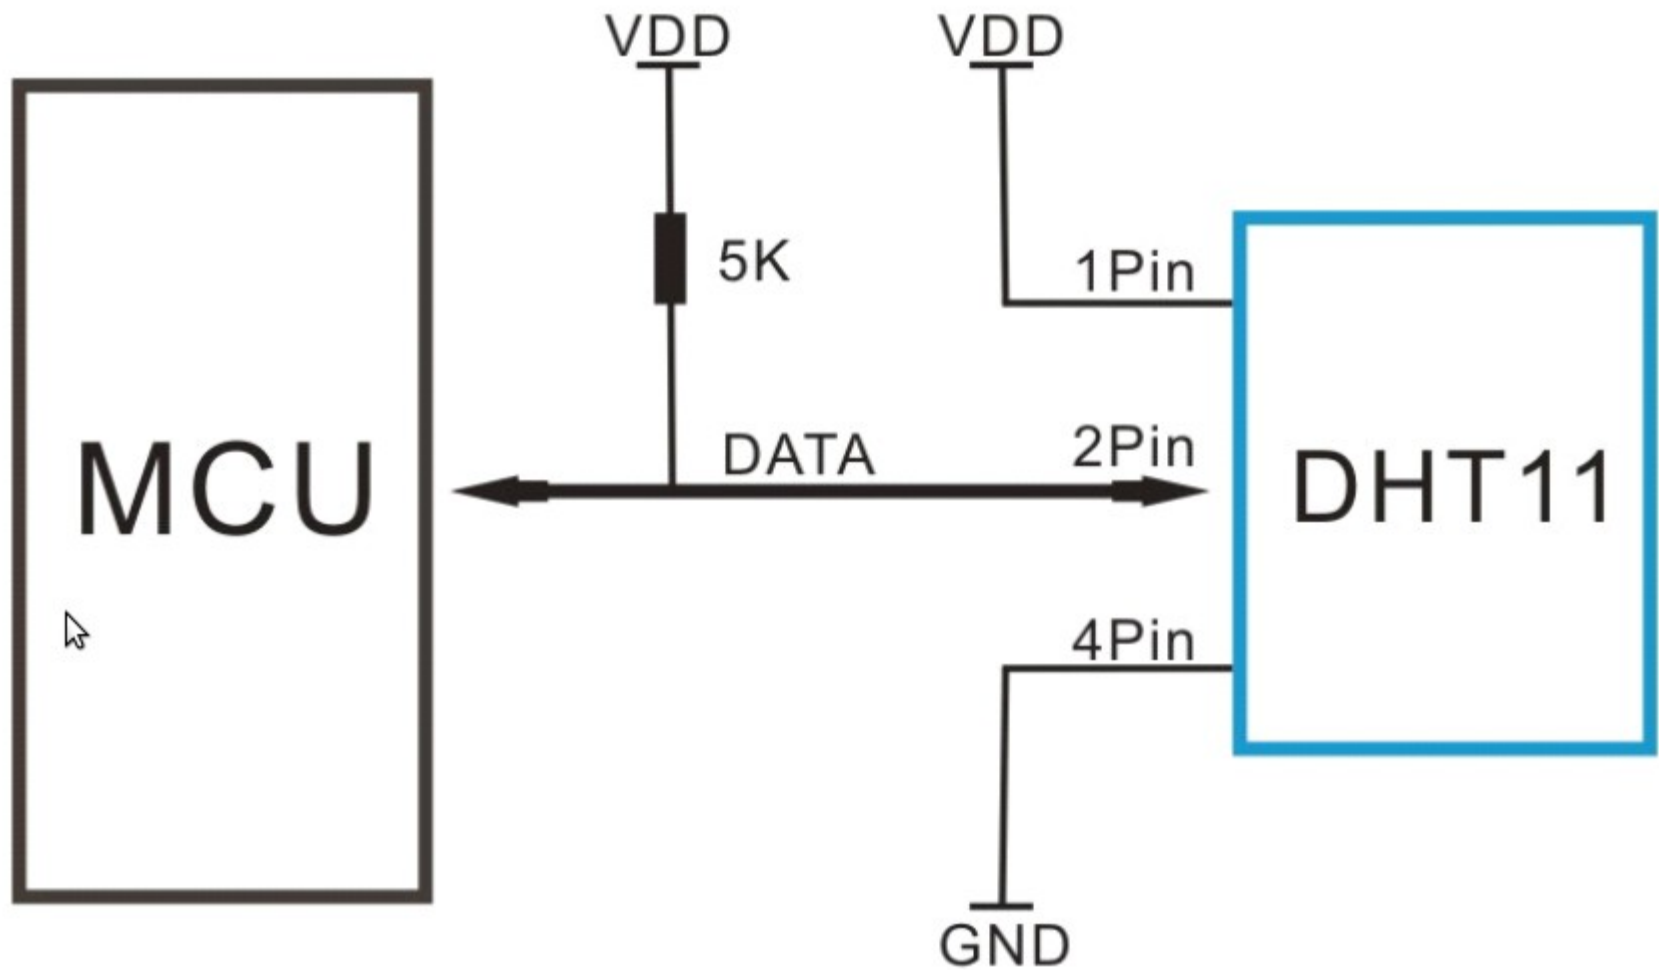 VDD
VDD
5K
1Pin
DATA
2Pin
MCU
DHT11
4Pin
GND